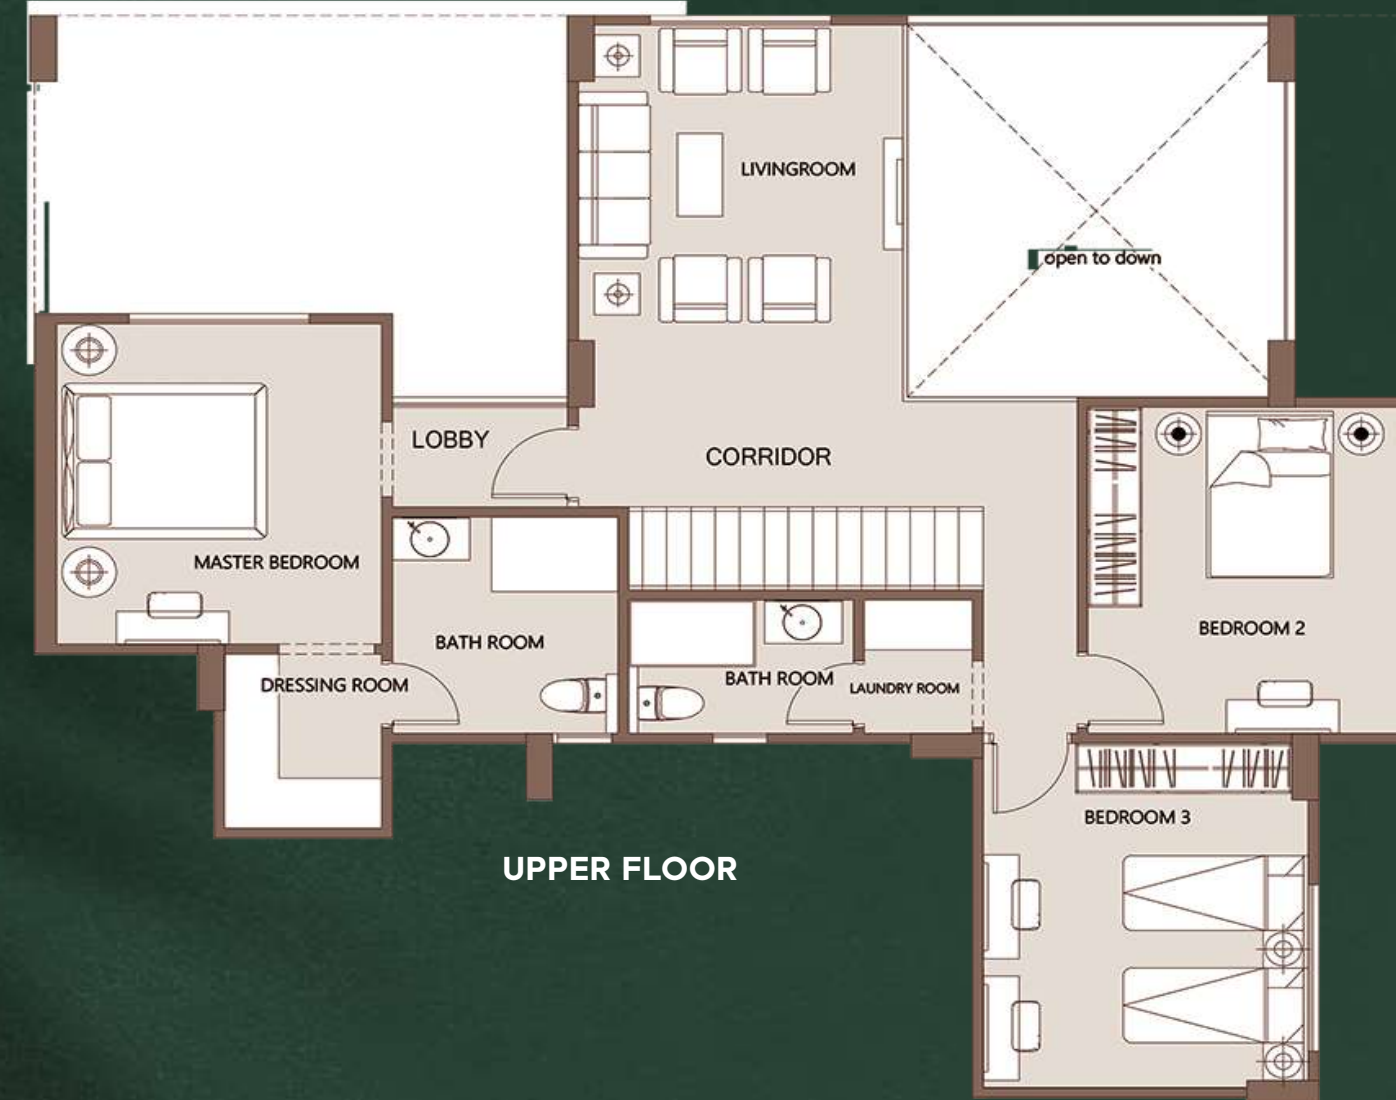 LIVINGROOM
open to down
LOBBY
CORRIDOR
MASTER BEDROOM
BATH ROOM
BEDROOM 2
DRESSING ROOM
BATH ROOM
LAUNDRY ROOM
BEDROOM 3
UPPER FLOOR